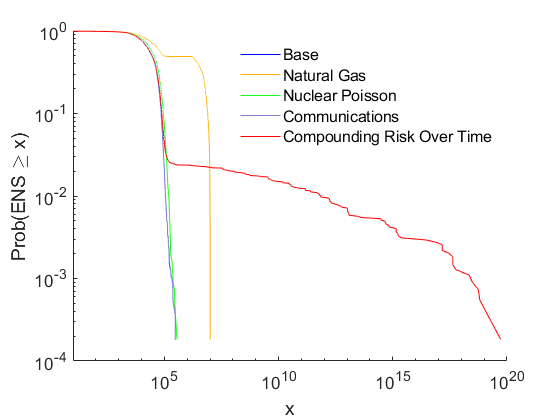 10^0
10^-1
10^-2
10^-3
10^-4
Prob(ENS ≥ x)
Base
Natural Gas
Nuclear Poisson
Communications
Compounding Risk Over Time
10^5
10^10
10^15
10^20
x